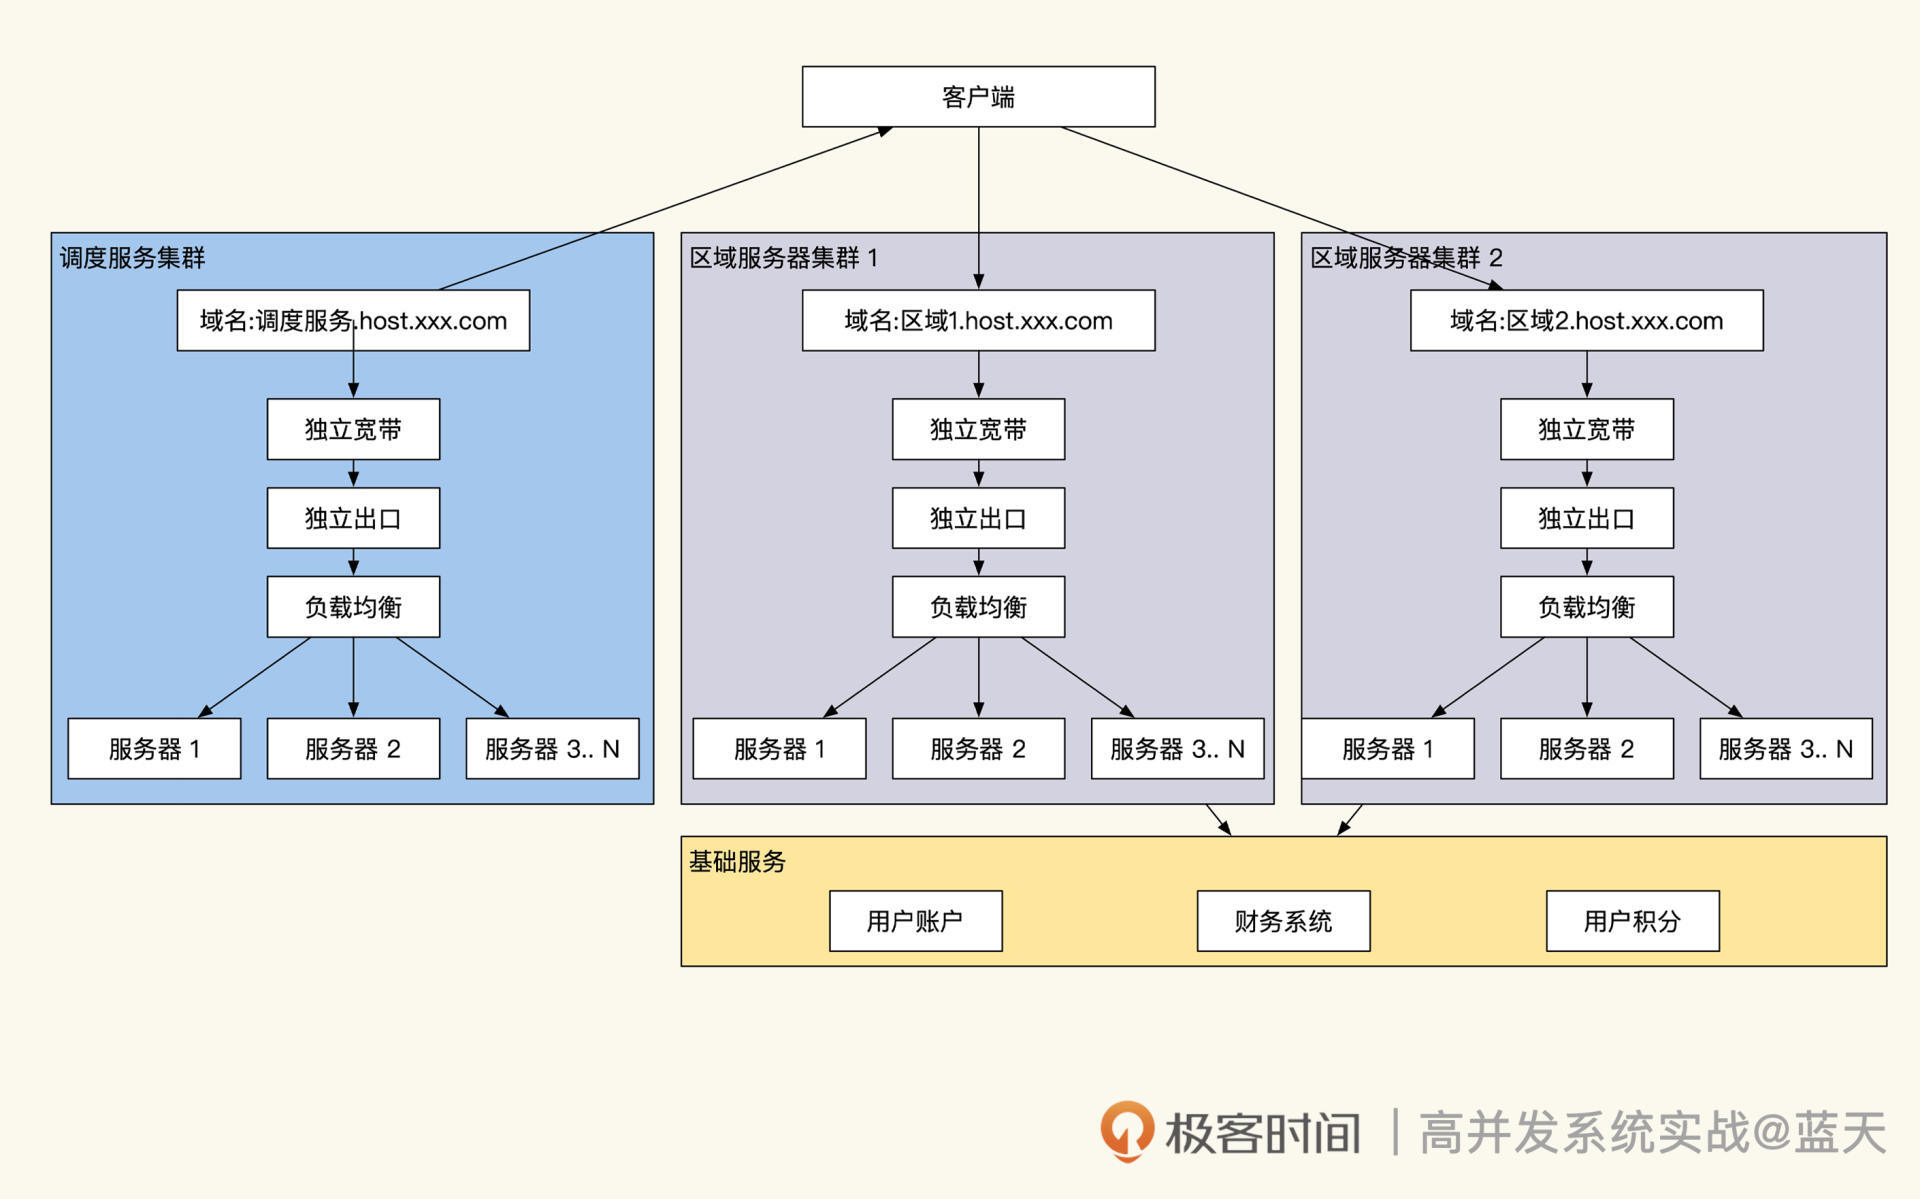 客户端
调度服务集群
域名:调度服务.host.xxx.com
独立宽带
独立出口
负载均衡
服务器 1
服务器 2
服务器 3.. N
区域服务器集群 1
域名:区域1.host.xxx.com
独立宽带
独立出口
负载均衡
服务器 1
服务器 2
服务器 3.. N
区域服务器集群 2
域名:区域2.host.xxx.com
独立宽带
独立出口
负载均衡
服务器 1
服务器 2
服务器 3.. N
基础服务
用户账户
财务系统
用户积分
极客时间 | 高并发系统实战@蓝天